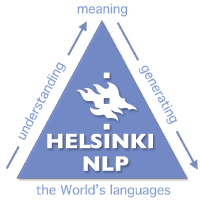 meaning
understanding
generating
HELSINKI
NLP
the World's languages